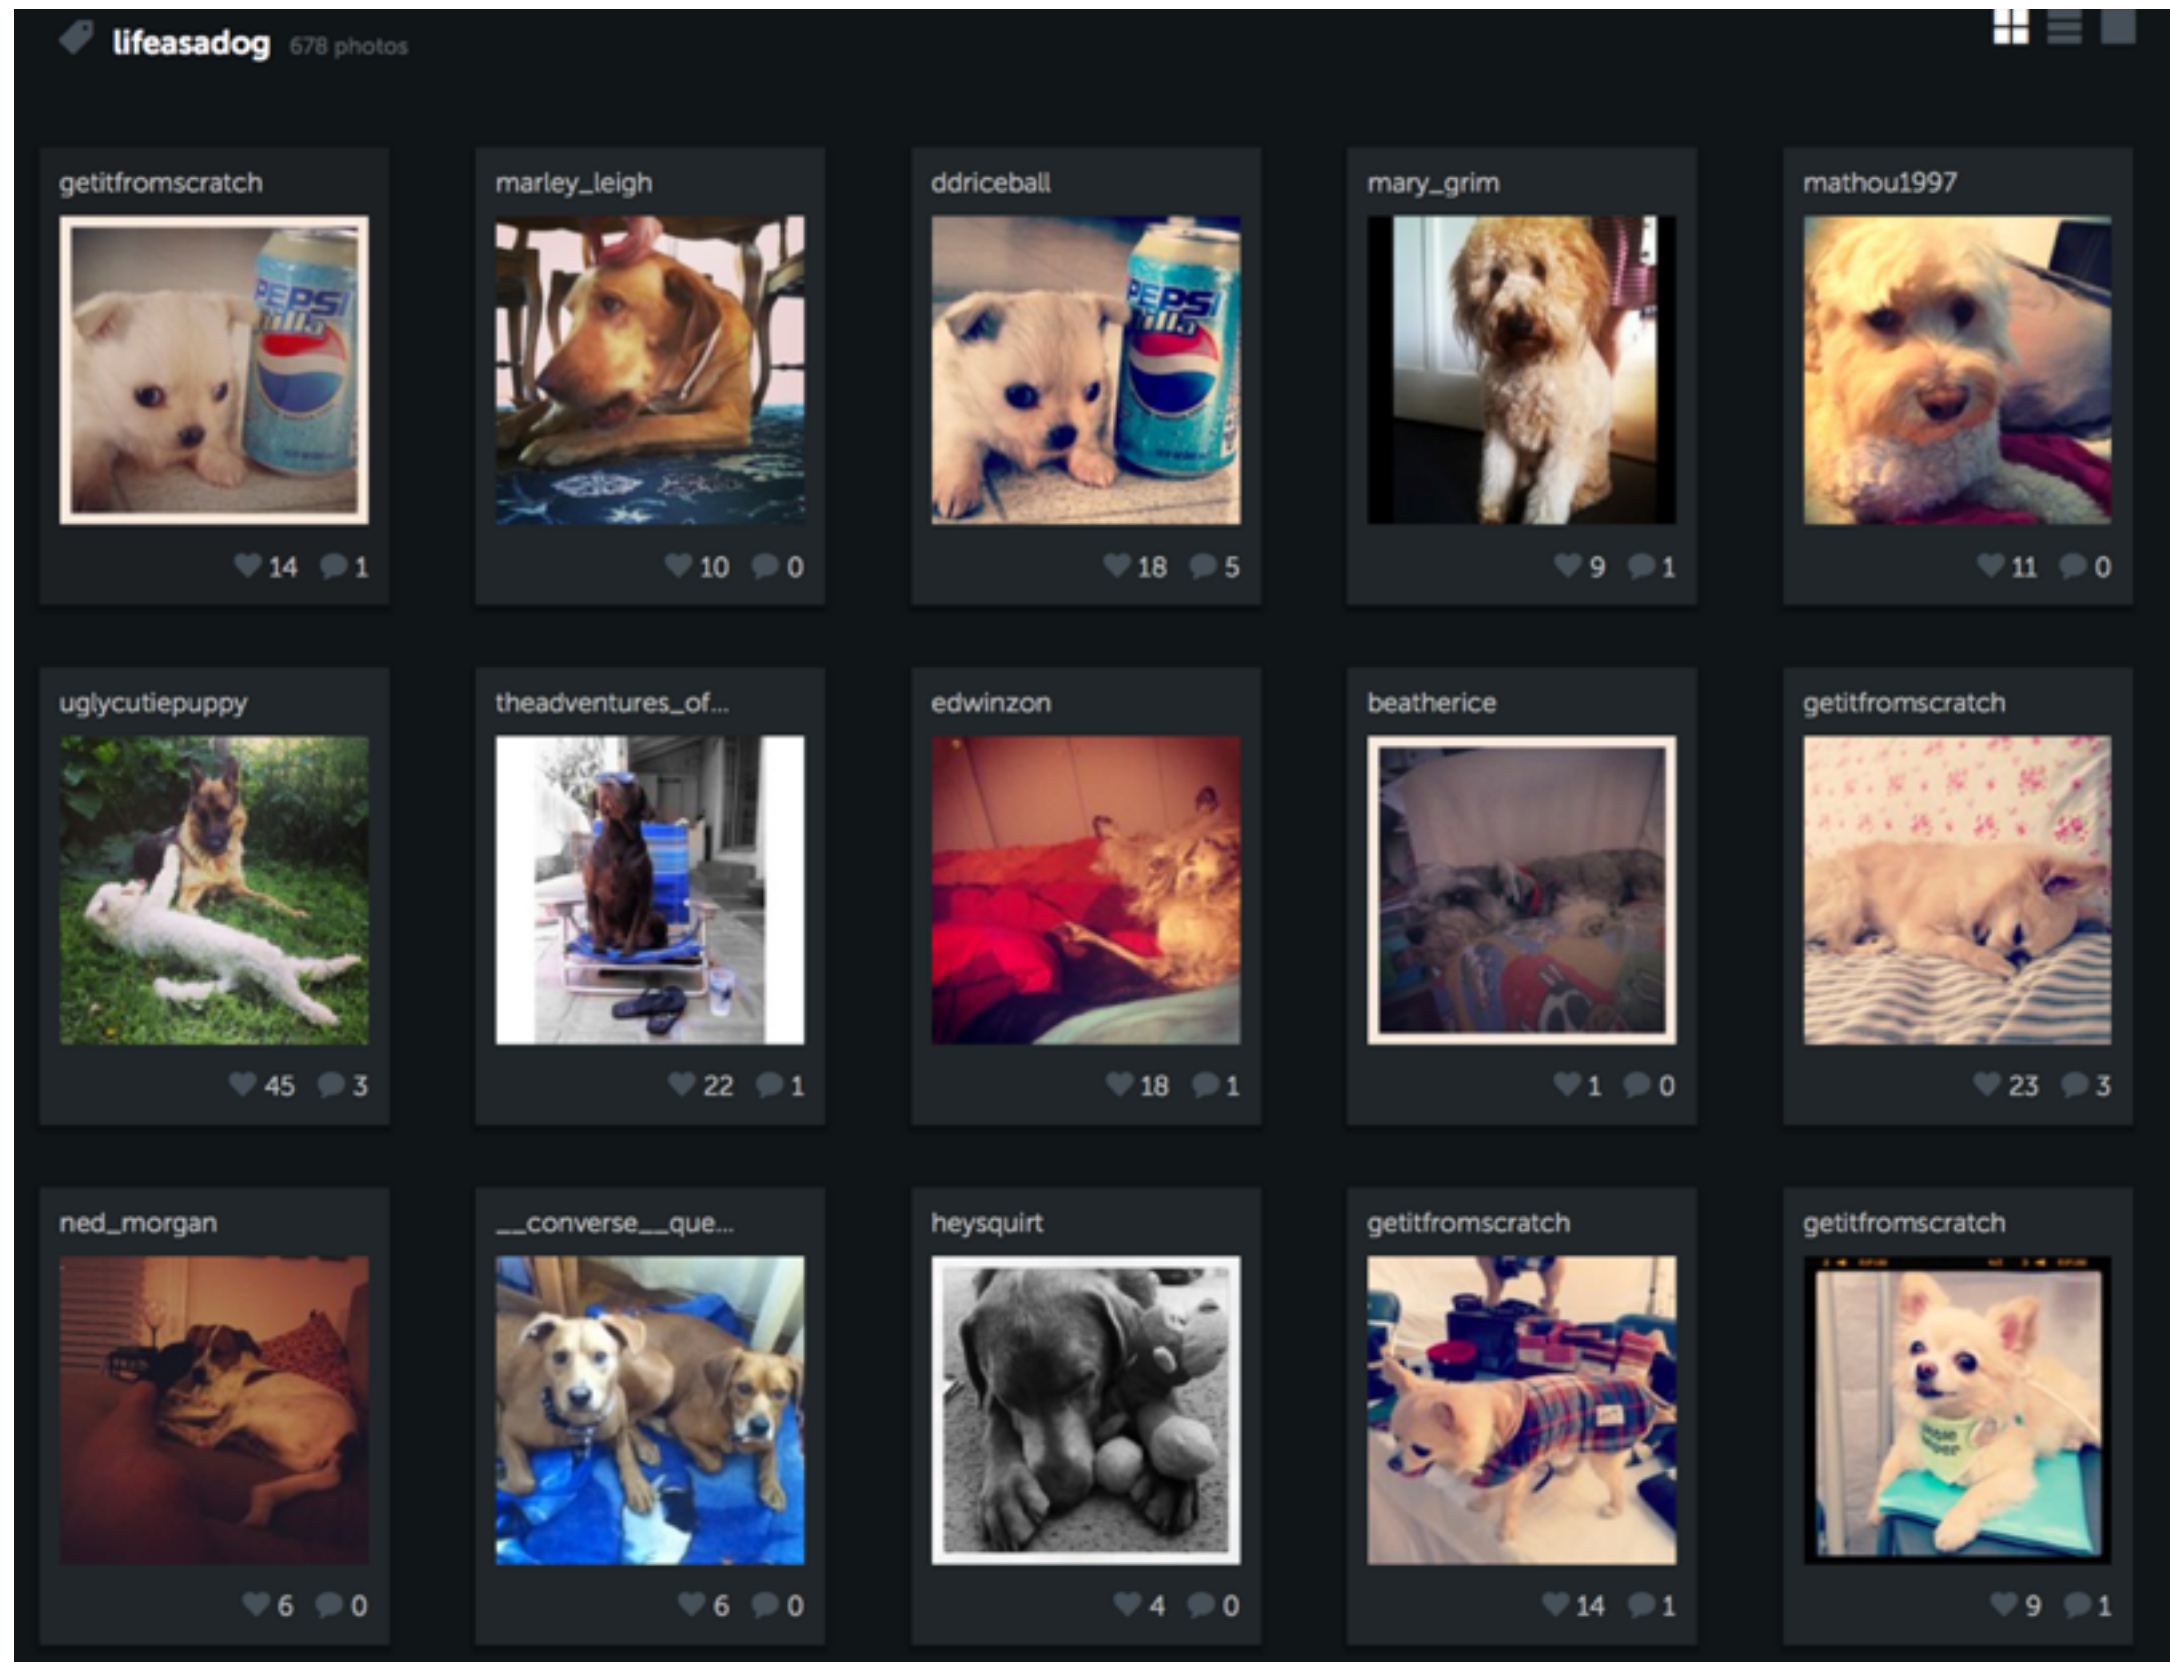 lifeasadog 678 photos
getitfromscratch marley_leigh ddriceball mary_grim mathou1997
PEPSI PEPSI
14 1 10 0 18 5 9 1 11 0
uglycutiepuppy theadventures_of... edwinzon beatherice getitfromscratch
45 3 22 1 18 1 1 0 23 3
ned_morgan __converse__que... heysquirt getitfromscratch getitfromscratch
6 0 6 0 4 0 14 1 9 1